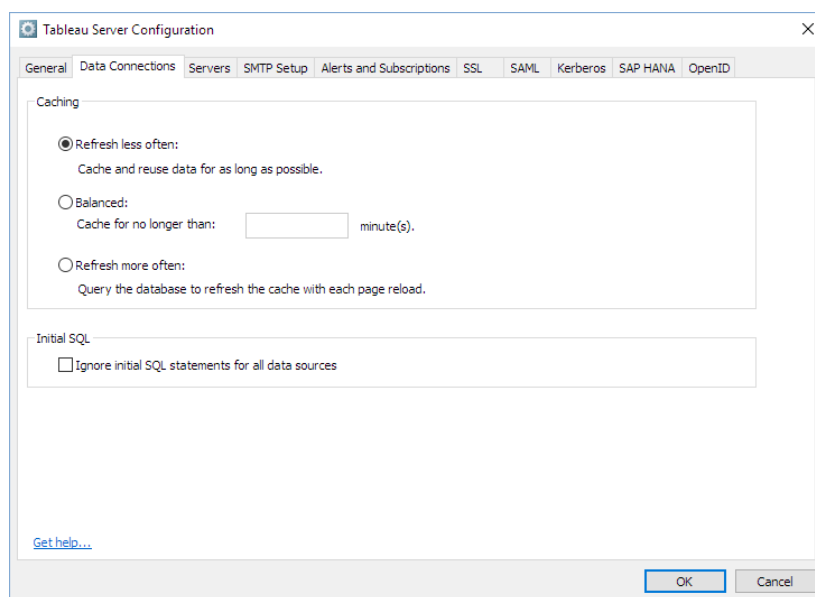 Tableau Server Configuration
General Data Connections Servers SMTP Setup Alerts and Subscriptions SSL SAML Kerberos SAP HANA OpenID
Caching
Refresh less often:
Cache and reuse data for as long as possible.
Balanced:
Cache for no longer than: minute(s).
Refresh more often:
Query the database to refresh the cache with each page reload.
Initial SQL
Ignore initial SQL statements for all data sources
Get help...
OK Cancel